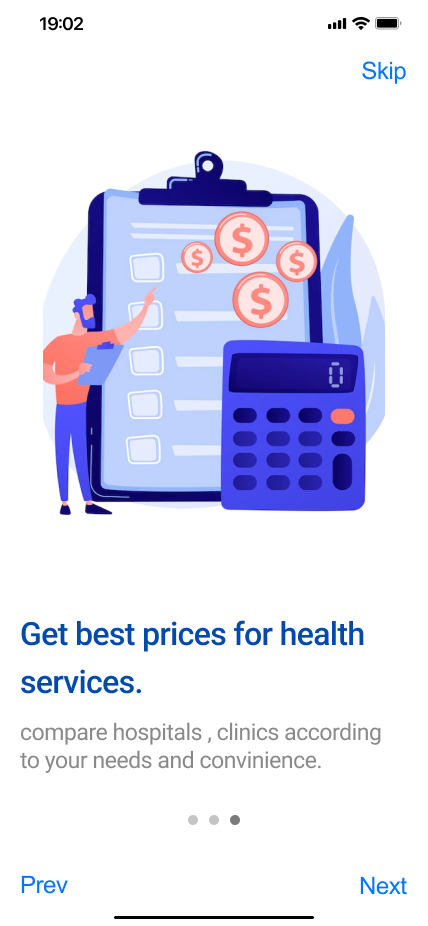 19:02
Skip
$
$
$
$
0
Get best prices for health
services.
compare hospitals , clinics according
to your needs and convinience.
Prev
Next